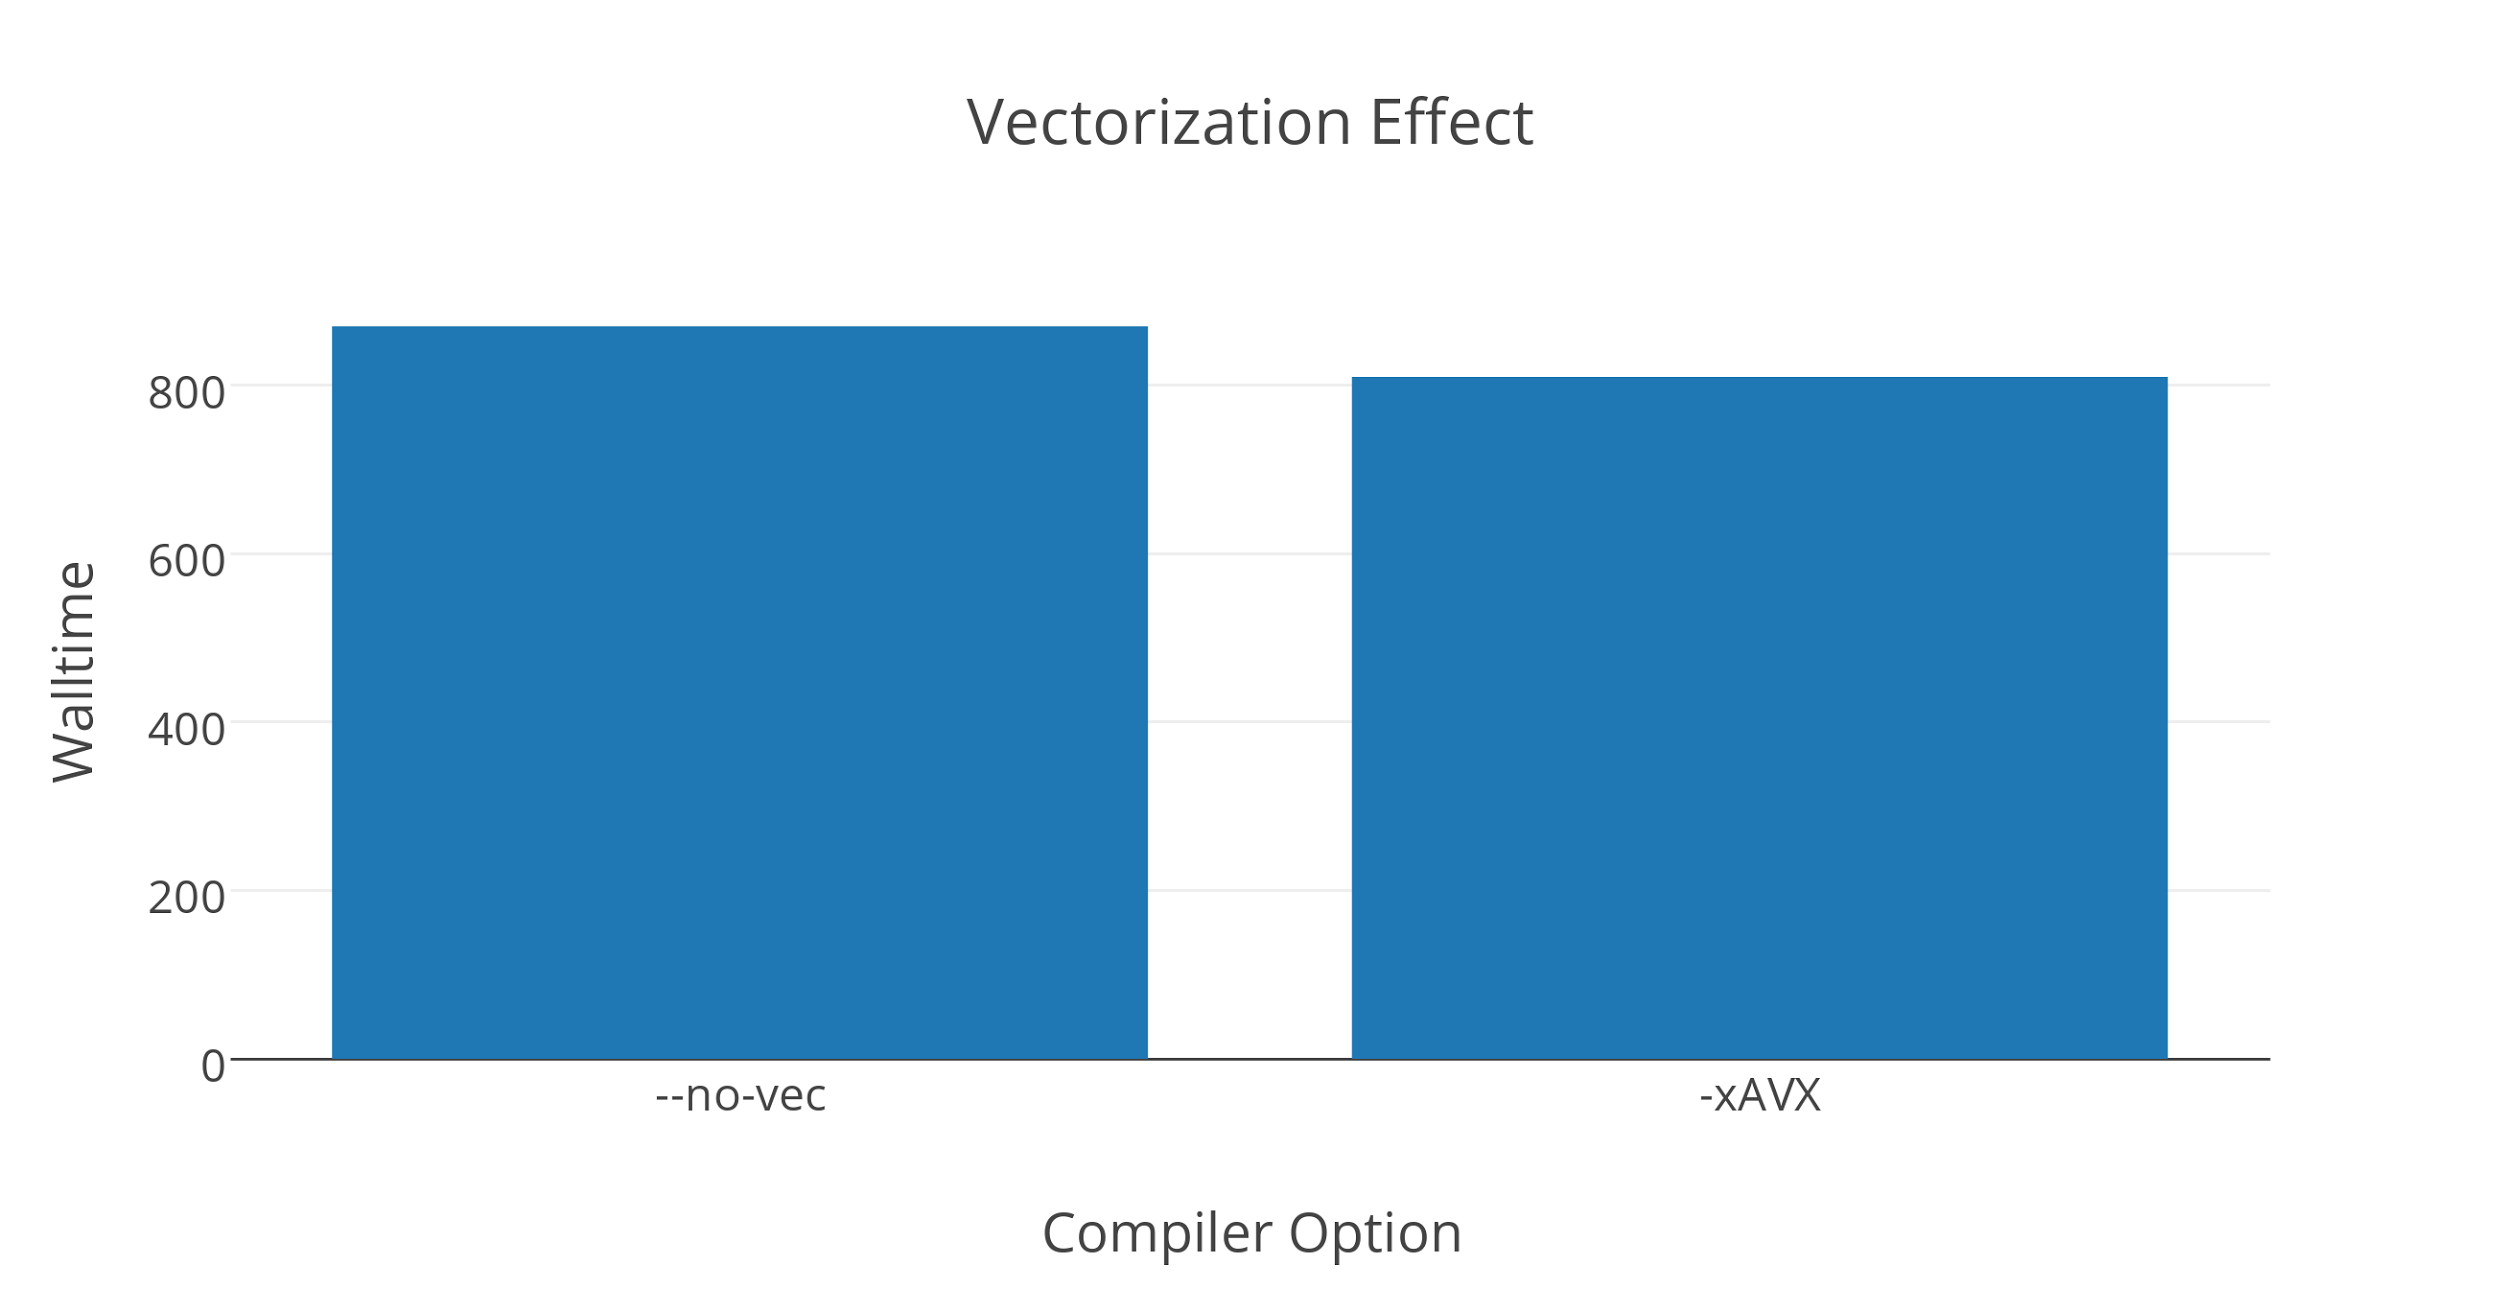 Vectorization Effect
800
600
400
200
0
Walltime
--no-vec
-xAVX
Compiler Option